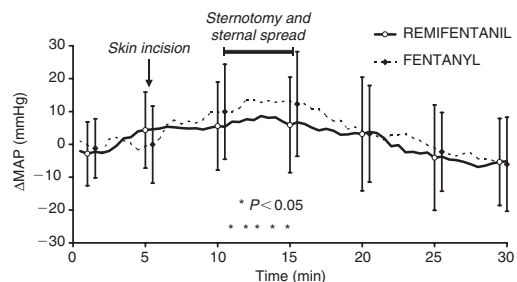 Sternotomy and
sternal spread
Skin incision
REMIFENTANIL
FENTANYL
30
20
10
0
−10
−20
−30
ΔMAP (mmHg)
* P<0.05
* * * * *
0 5 10 15 20 25 30
Time (min)